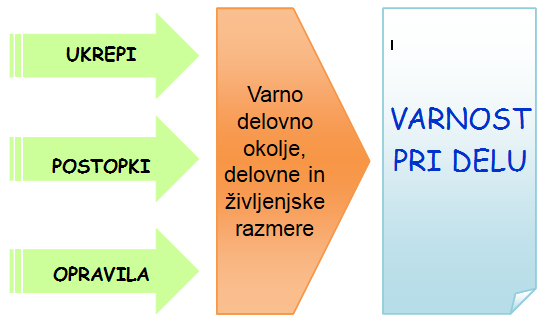 UKREPI
POSTOPKI
OPRAVILA
Varno
delovno
okolje,
delovne in
življenjske
razmere
I
VARNOST
PRI DELU